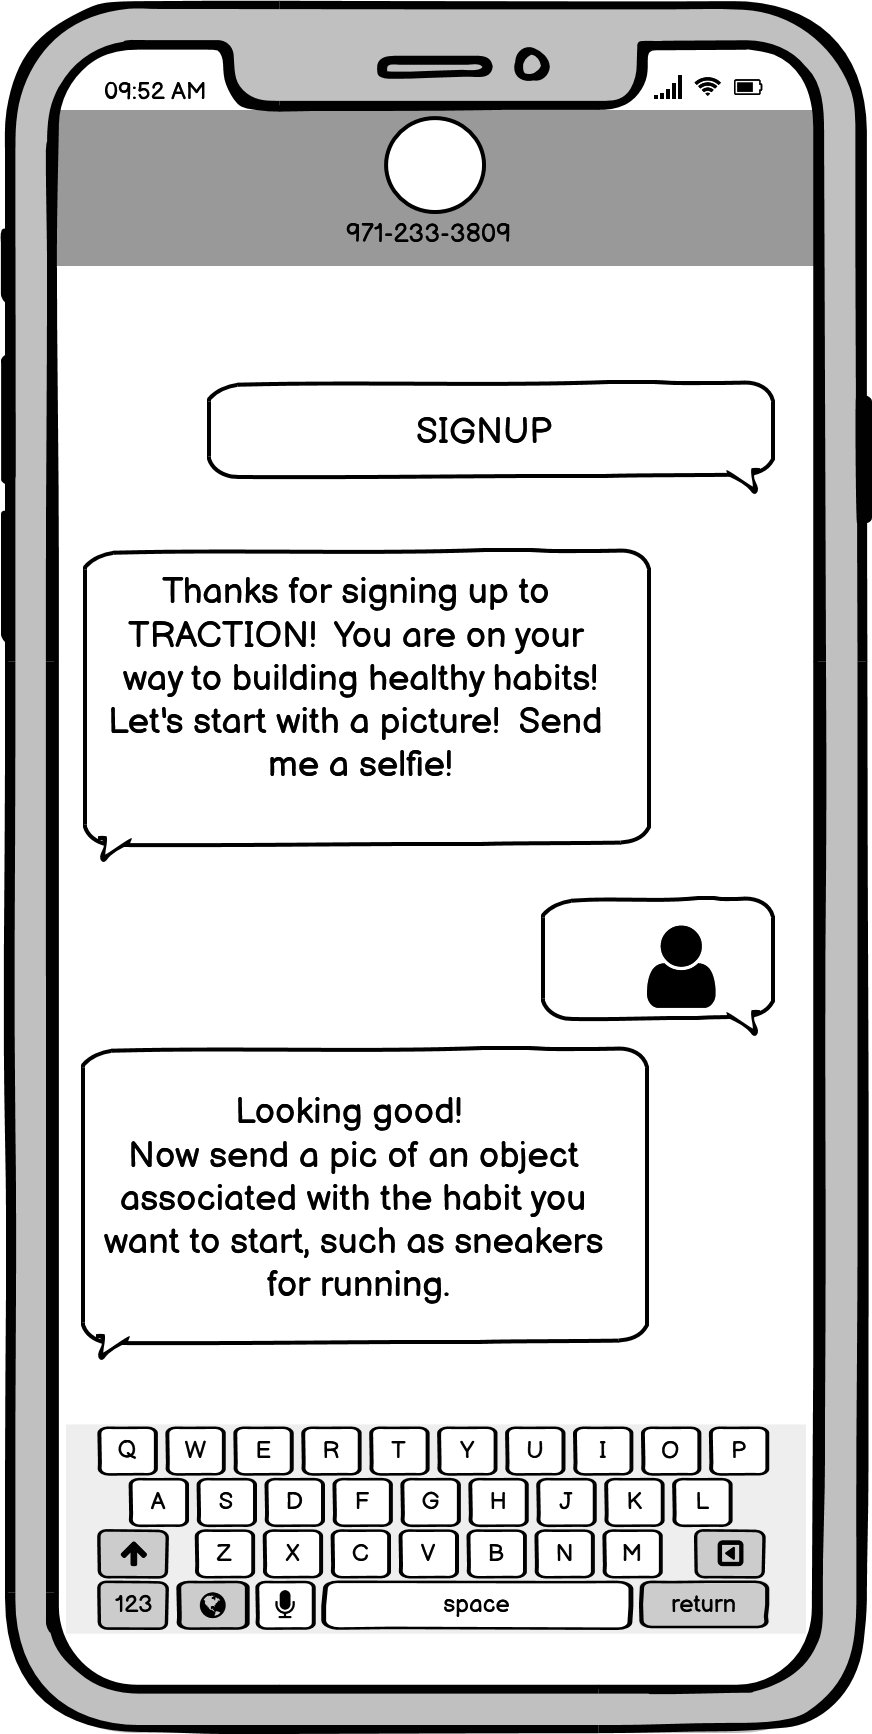 09:52 AM
971-233-3809
SIGNUP
Thanks for signing up to
TRACTION!  You are on your
way to building healthy habits!
Let's start with a picture!  Send
me a selfie!
Looking good!
Now send a pic of an object
associated with the habit you
want to start, such as sneakers
for running.
Q W E R T Y U I O P
A S D F G H J K L
Z X C V B N M
123 space return